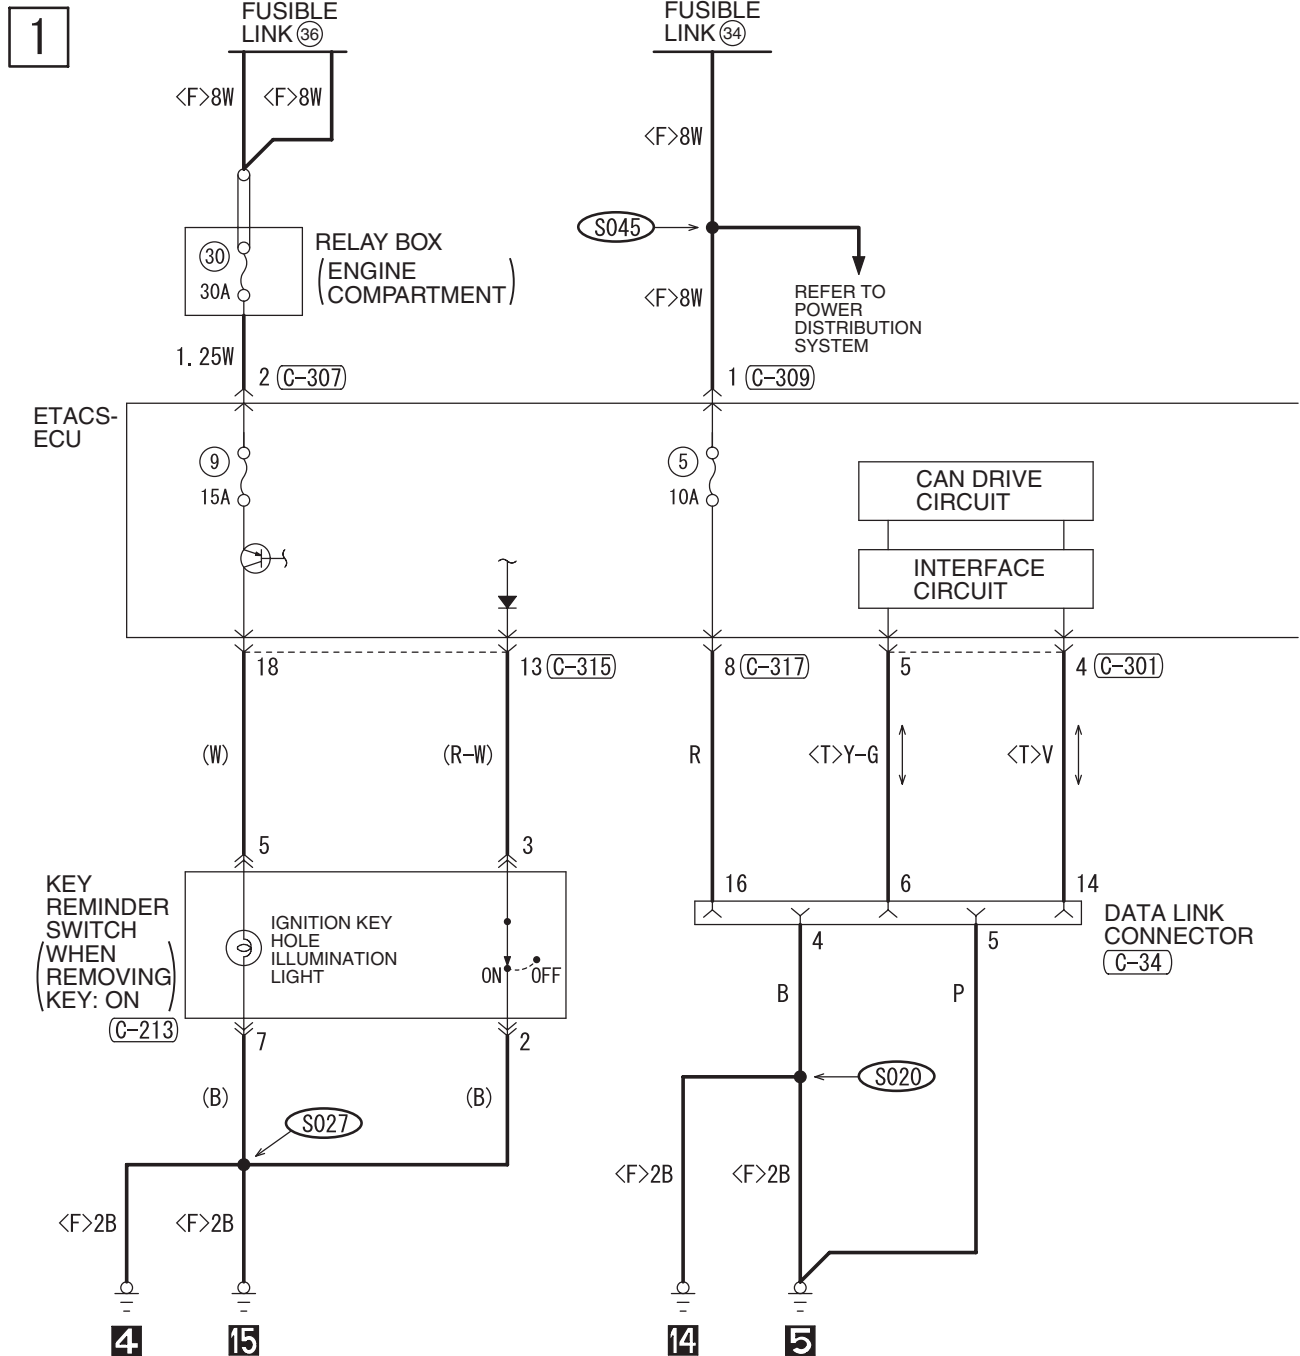 1
FUSIBLE
LINK 36
FUSIBLE
LINK 34
<F>8W
<F>8W
<F>8W
S045
30
30A
RELAY BOX
(ENGINE
COMPARTMENT)
<F>8W
REFER TO
POWER
DISTRIBUTION
SYSTEM
1.25W
2 C-307
1 C-309
ETACS-
ECU
9
15A
5
10A
CAN DRIVE
CIRCUIT
INTERFACE
CIRCUIT
18
13 C-315
8 C-317
5
4 C-301
(W)
(R-W)
R
<T>Y-G
<T>V
5
3
16
6
14
KEY
REMINDER
SWITCH
(WHEN
REMOVING
KEY: ON)
C-213
IGNITION KEY
HOLE
ILLUMINATION
LIGHT
ON
OFF
4
5
DATA LINK
CONNECTOR
C-34
7
2
B
P
(B)
(B)
S027
S020
<F>2B
<F>2B
<F>2B
<F>2B
4
15
14
5